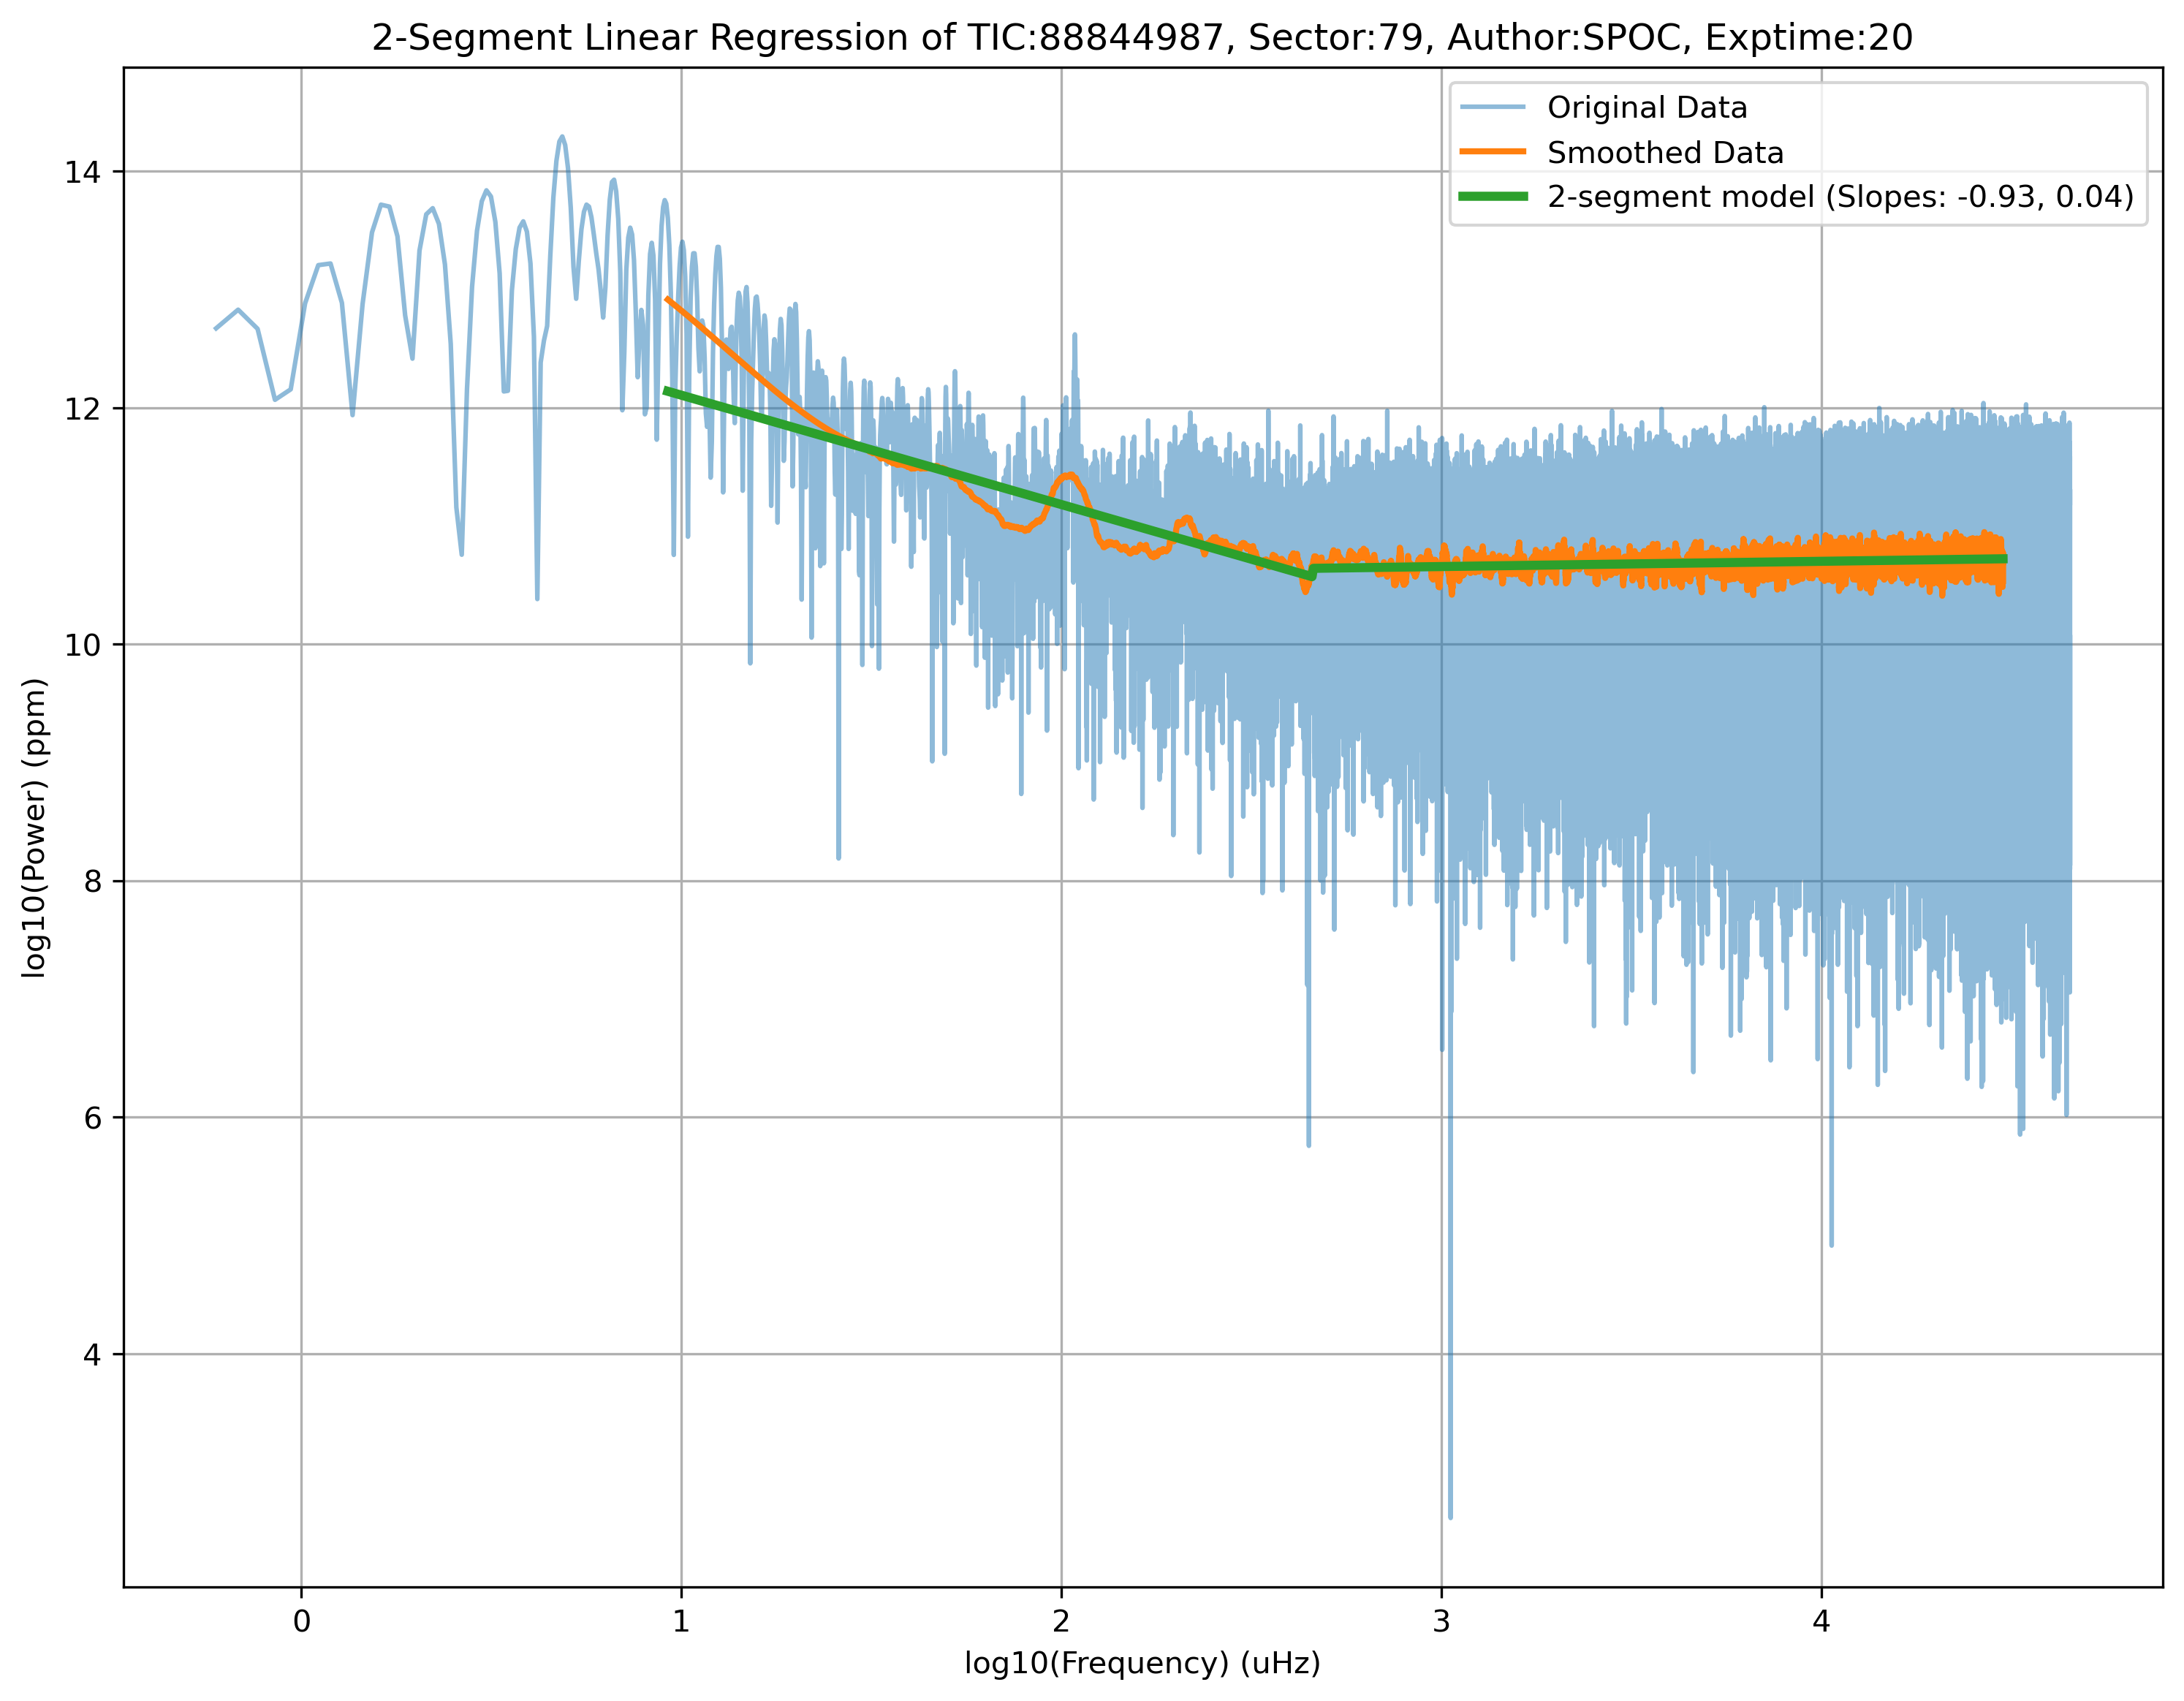 2-Segment Linear Regression of TIC:88844987, Sector:79, Author:SPOC, Exptime:20
Original Data
Smoothed Data
2-segment model (Slopes: -0.93, 0.04)
log10(Power) (ppm)
14
12
10
8
6
4
0
1
2
3
4
log10(Frequency) (uHz)